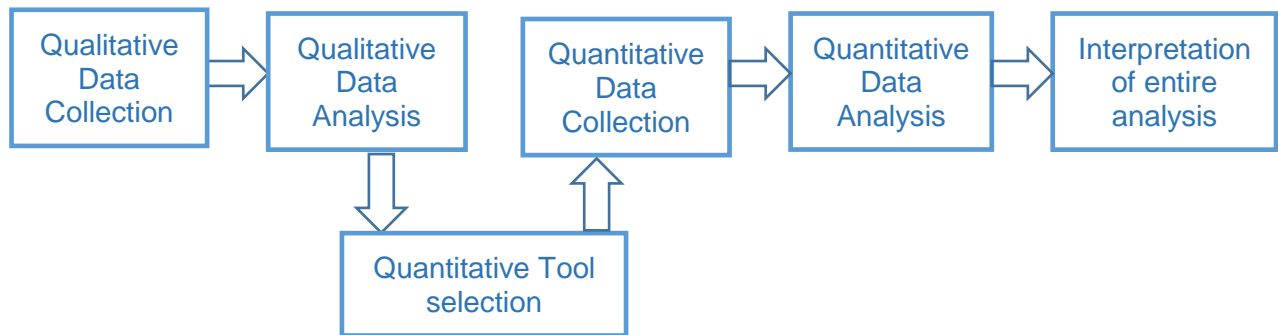 Qualitative
Data
Collection
Qualitative
Data
Analysis
Quantitative Tool
selection
Quantitative
Data
Collection
Quantitative
Data
Analysis
Interpretation
of entire
analysis